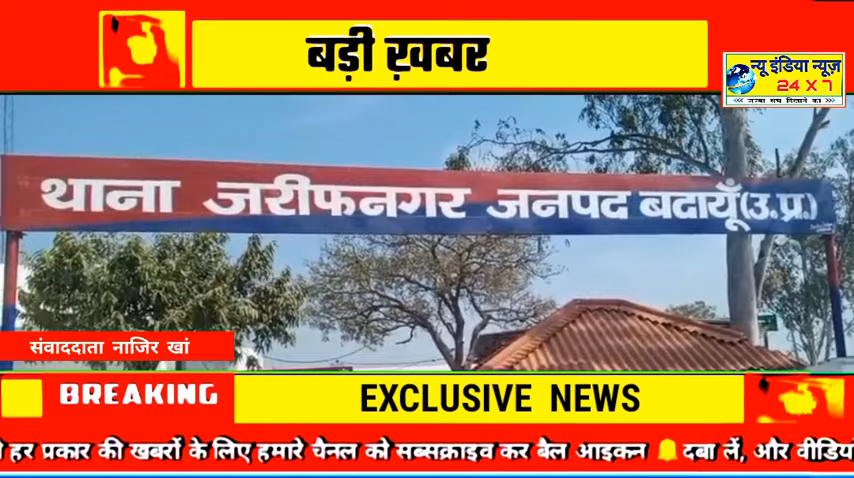 बड़ी ख़बर
न्यू इंडिया न्यूज़
24 X 7
थाना जरीफनगर जनपद बदायूँ (उ.प्र.)
संवाददाता नाजिर खां
BREAKING
EXCLUSIVE NEWS
हर प्रकार की खबरों के लिए हमारे चैनल को सब्सक्राइव कर बैल आइकन 🔔 दबा लें, और वीडियो